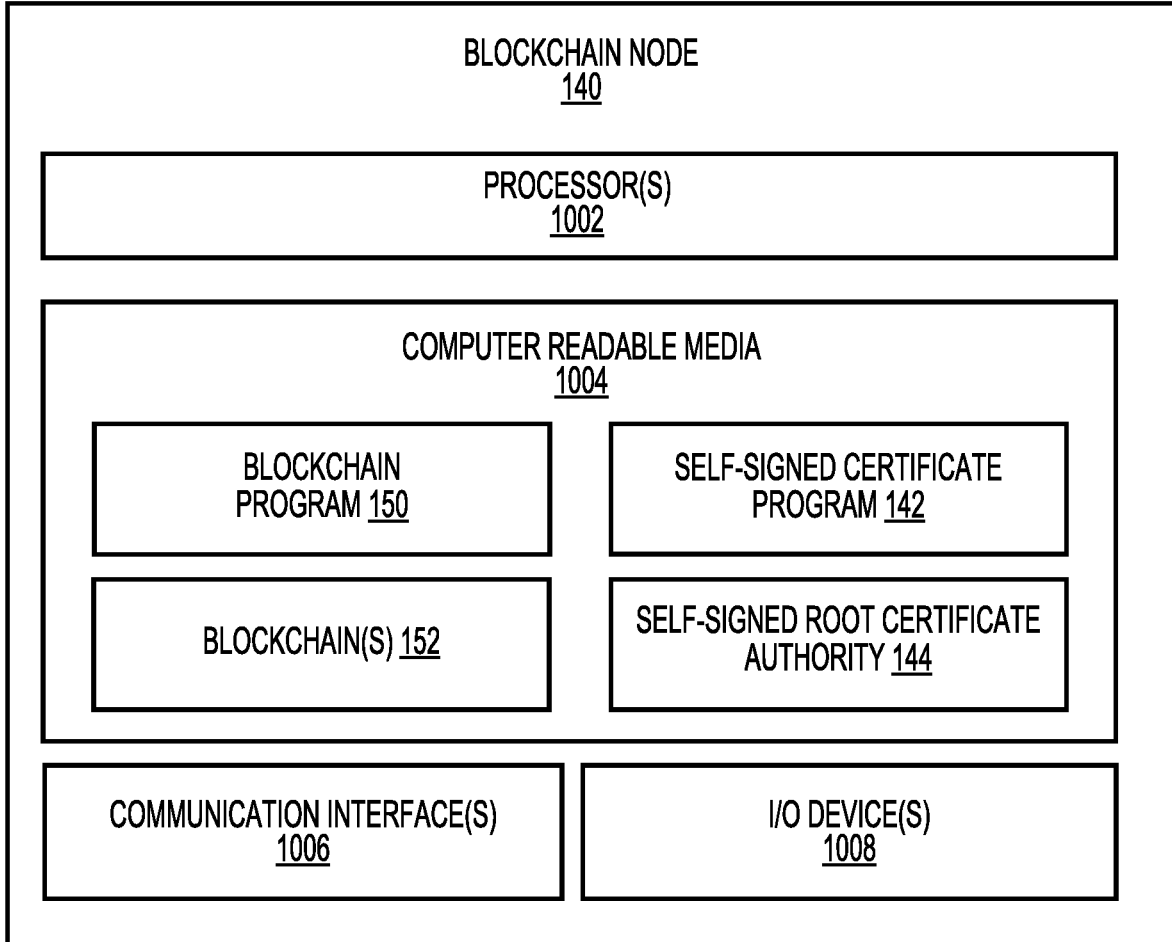 BLOCKCHAIN NODE
140
PROCESSOR(S)
1002
COMPUTER READABLE MEDIA
1004
BLOCKCHAIN
PROGRAM 150
SELF-SIGNED CERTIFICATE
PROGRAM 142
BLOCKCHAIN(S) 152
SELF-SIGNED ROOT CERTIFICATE
AUTHORITY 144
COMMUNICATION INTERFACE(S)
1006
I/O DEVICE(S)
1008